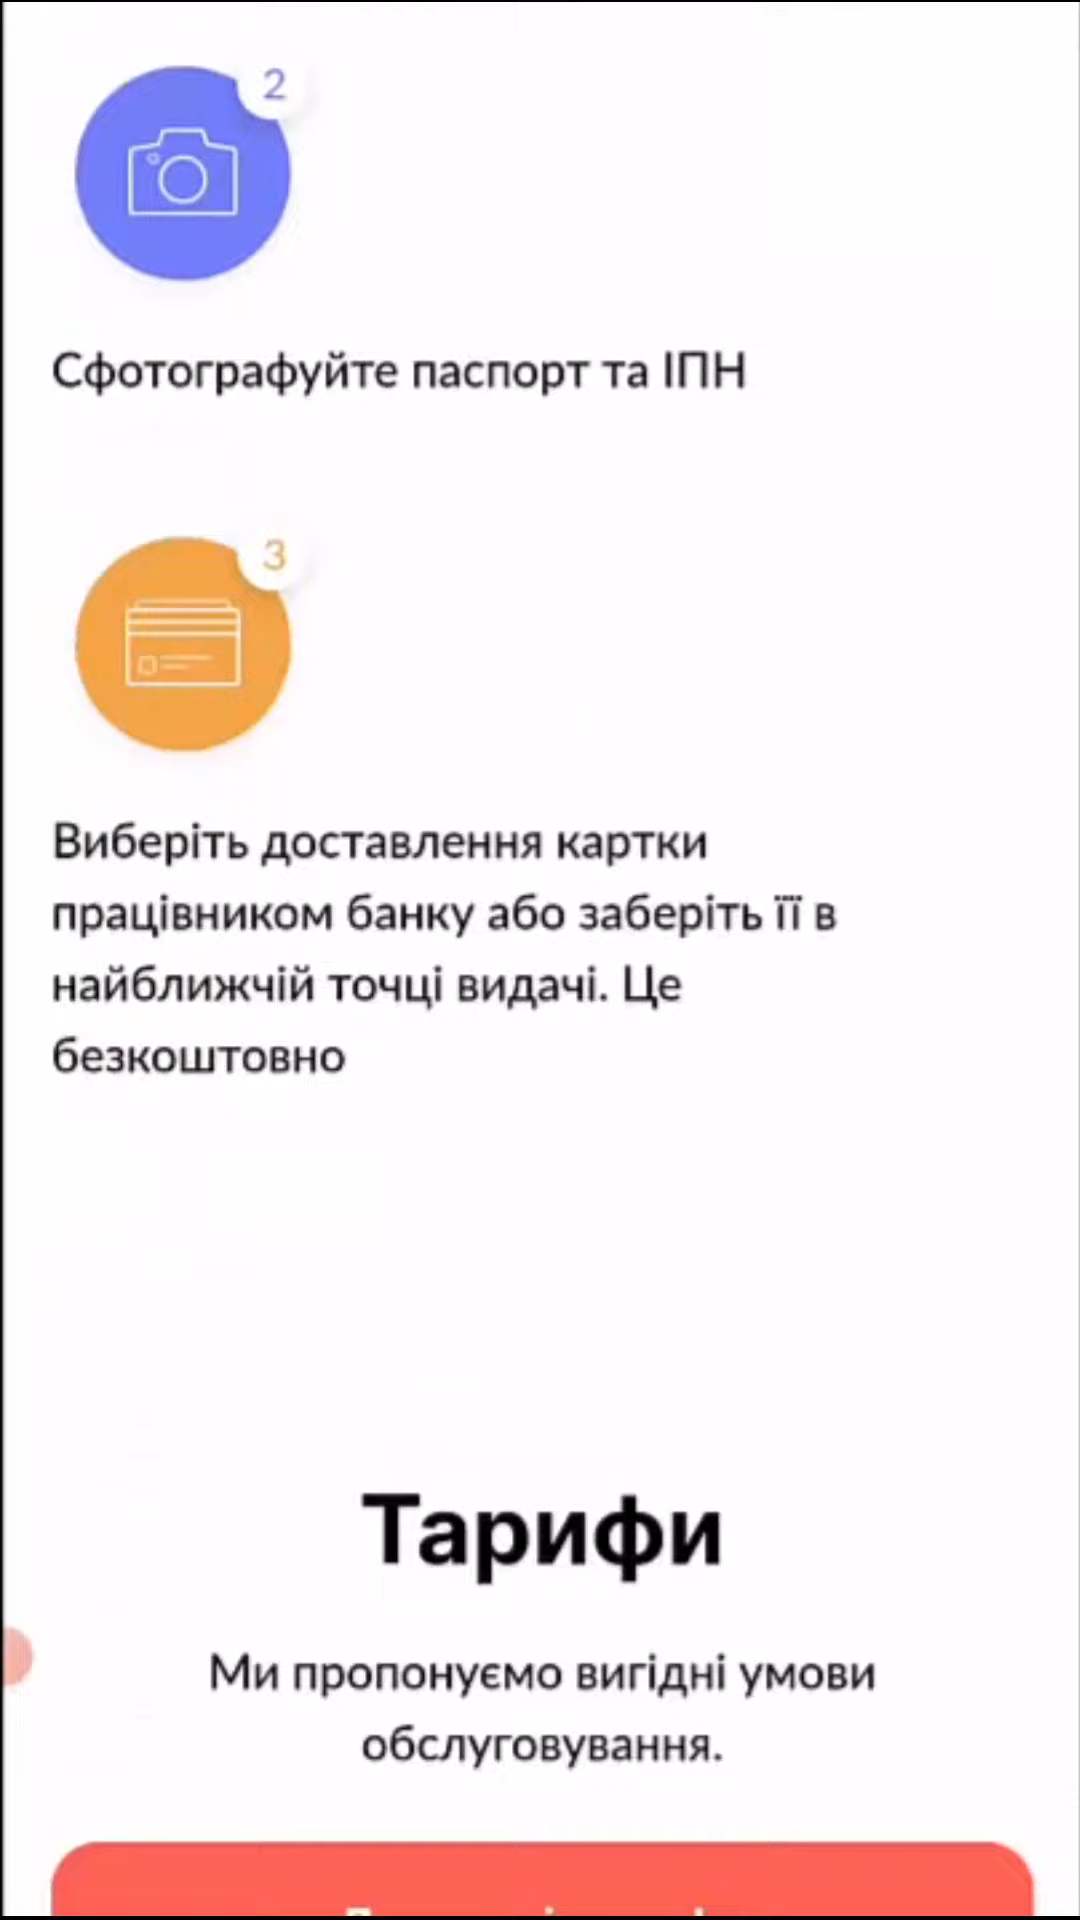 2
Сфотографуйте паспорт та ІПН
3
Виберіть доставлення картки
працівником банку або заберіть її в
найближчій точці видачі. Це
безкоштовно
Тарифи
Ми пропонуємо вигідні умови
обслуговування.